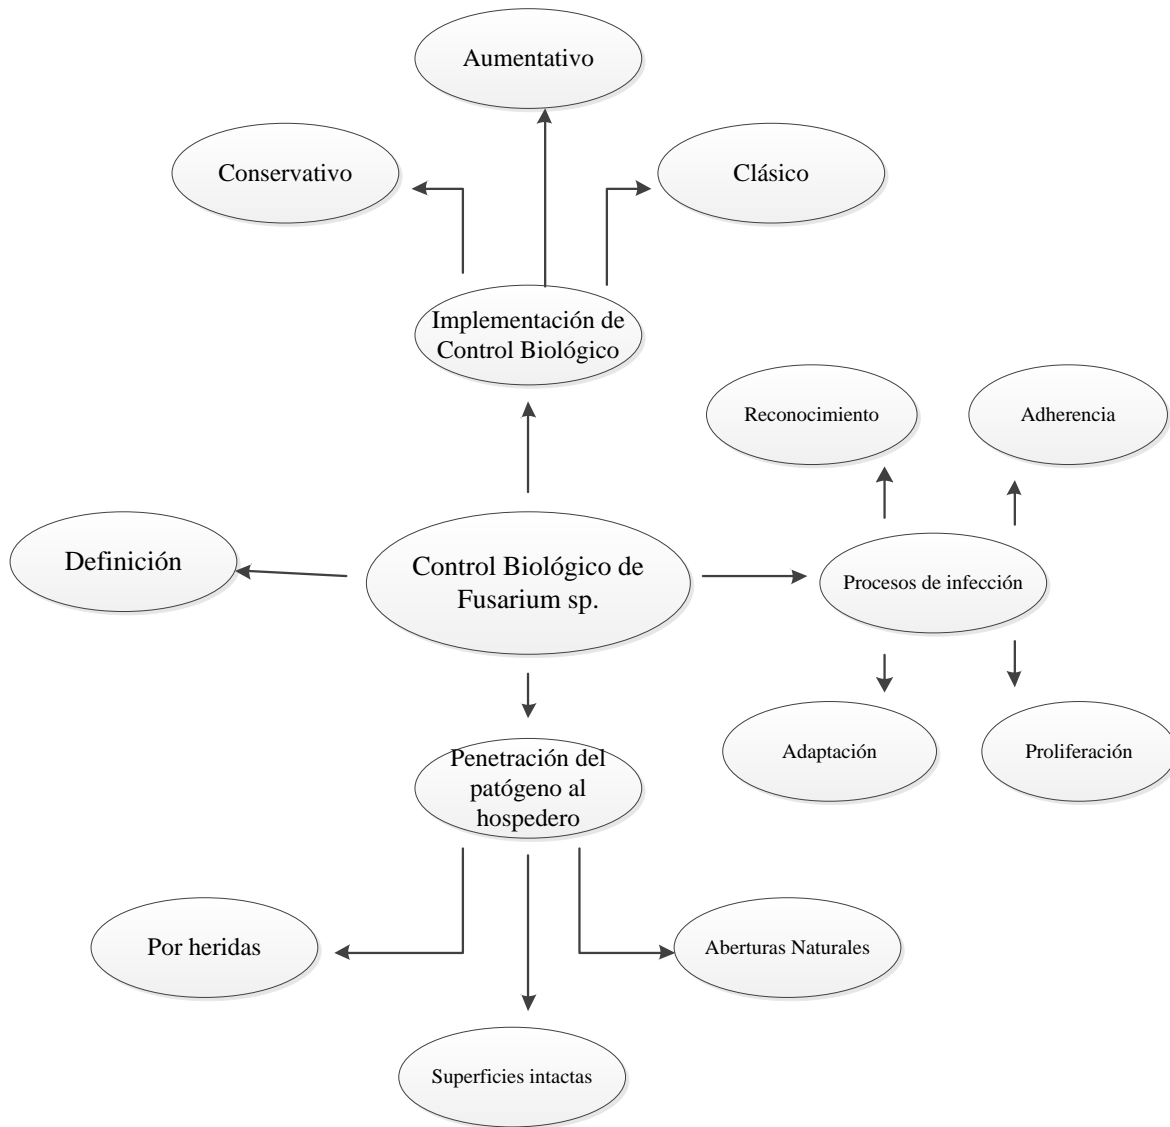 Aumentativo
Conservativo
Clásico
Implementación de
Control Biológico
Reconocimiento
Adherencia
Definición
Control Biológico de
Fusarium sp.
Procesos de infección
Adaptación
Proliferación
Penetración del
patógeno al
hospedero
Por heridas
Aberturas Naturales
Superficies intactas